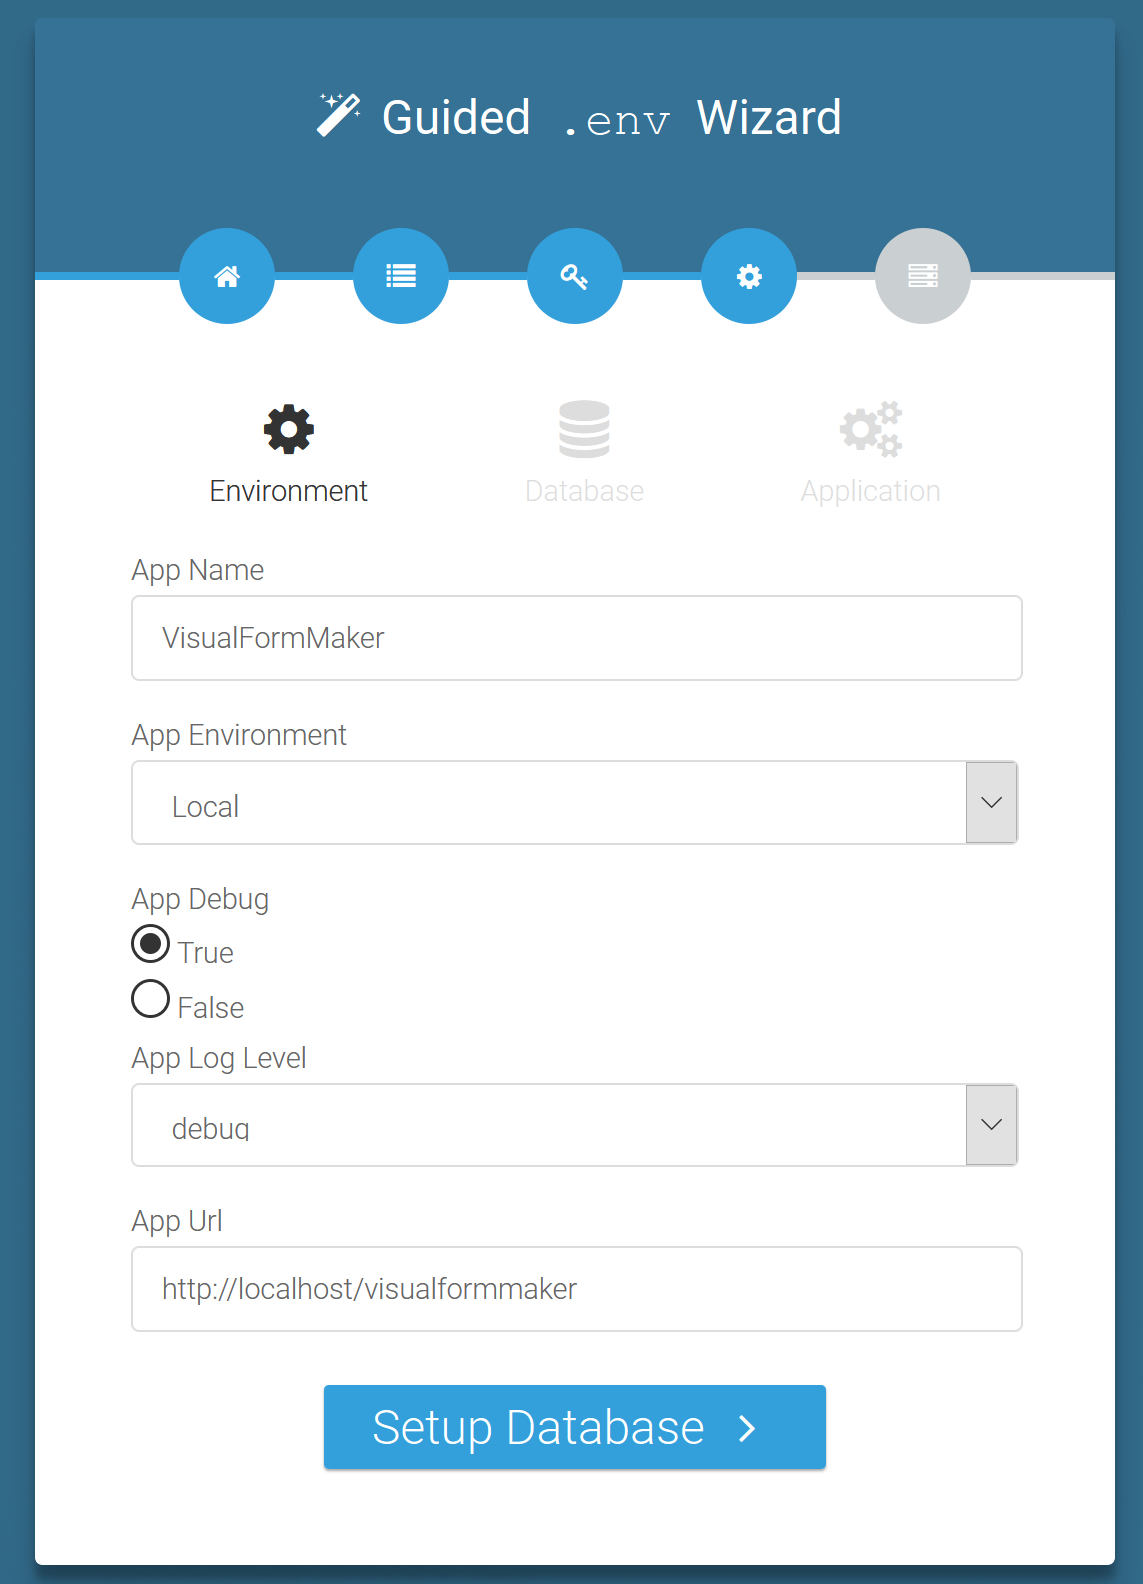 Guided .env Wizard
Environment Database Application
App Name
VisualFormMaker
App Environment
Local
App Debug
True
False
App Log Level
debug
App Url
http://localhost/visualformmaker
Setup Database